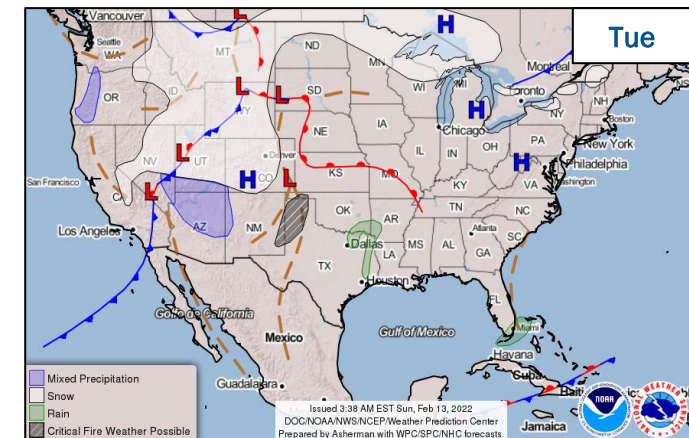 Tue
Vancouver
Seattle
WA
MT
ND
MN
Montreal
OR
ID
WY
SD
WI
MI
Toronto
NH
NY
Boston
IA
Chicago
NE
NV
UT
Denver
CO
IL
IN
OH
PA
New York
Philadelphia
San Francisco
CA
KS
MO
KY
VA
Washington
Los Angeles
AZ
NM
OK
AR
TN
NC
TX
Dallas
LA
MS
AL
Atlanta
GA
SC
Houston
FL
Golfo de California
Mexico
Gulf of Mexico
Miami
Havana
Cuba
Guadalajara
Jamaica
H
H
H
H
L
L
L
L
L
L
Mixed Precipitation
Snow
Rain
Critical Fire Weather Possible
Issued 3:38 AM EST Sun, Feb 13, 2022
DOC/NOAA/NWS/NCEP/Weather Prediction Center
Prepared by Asherman with WPC/SPC/NHC forecasts.
NOAA
NATIONAL WEATHER SERVICE